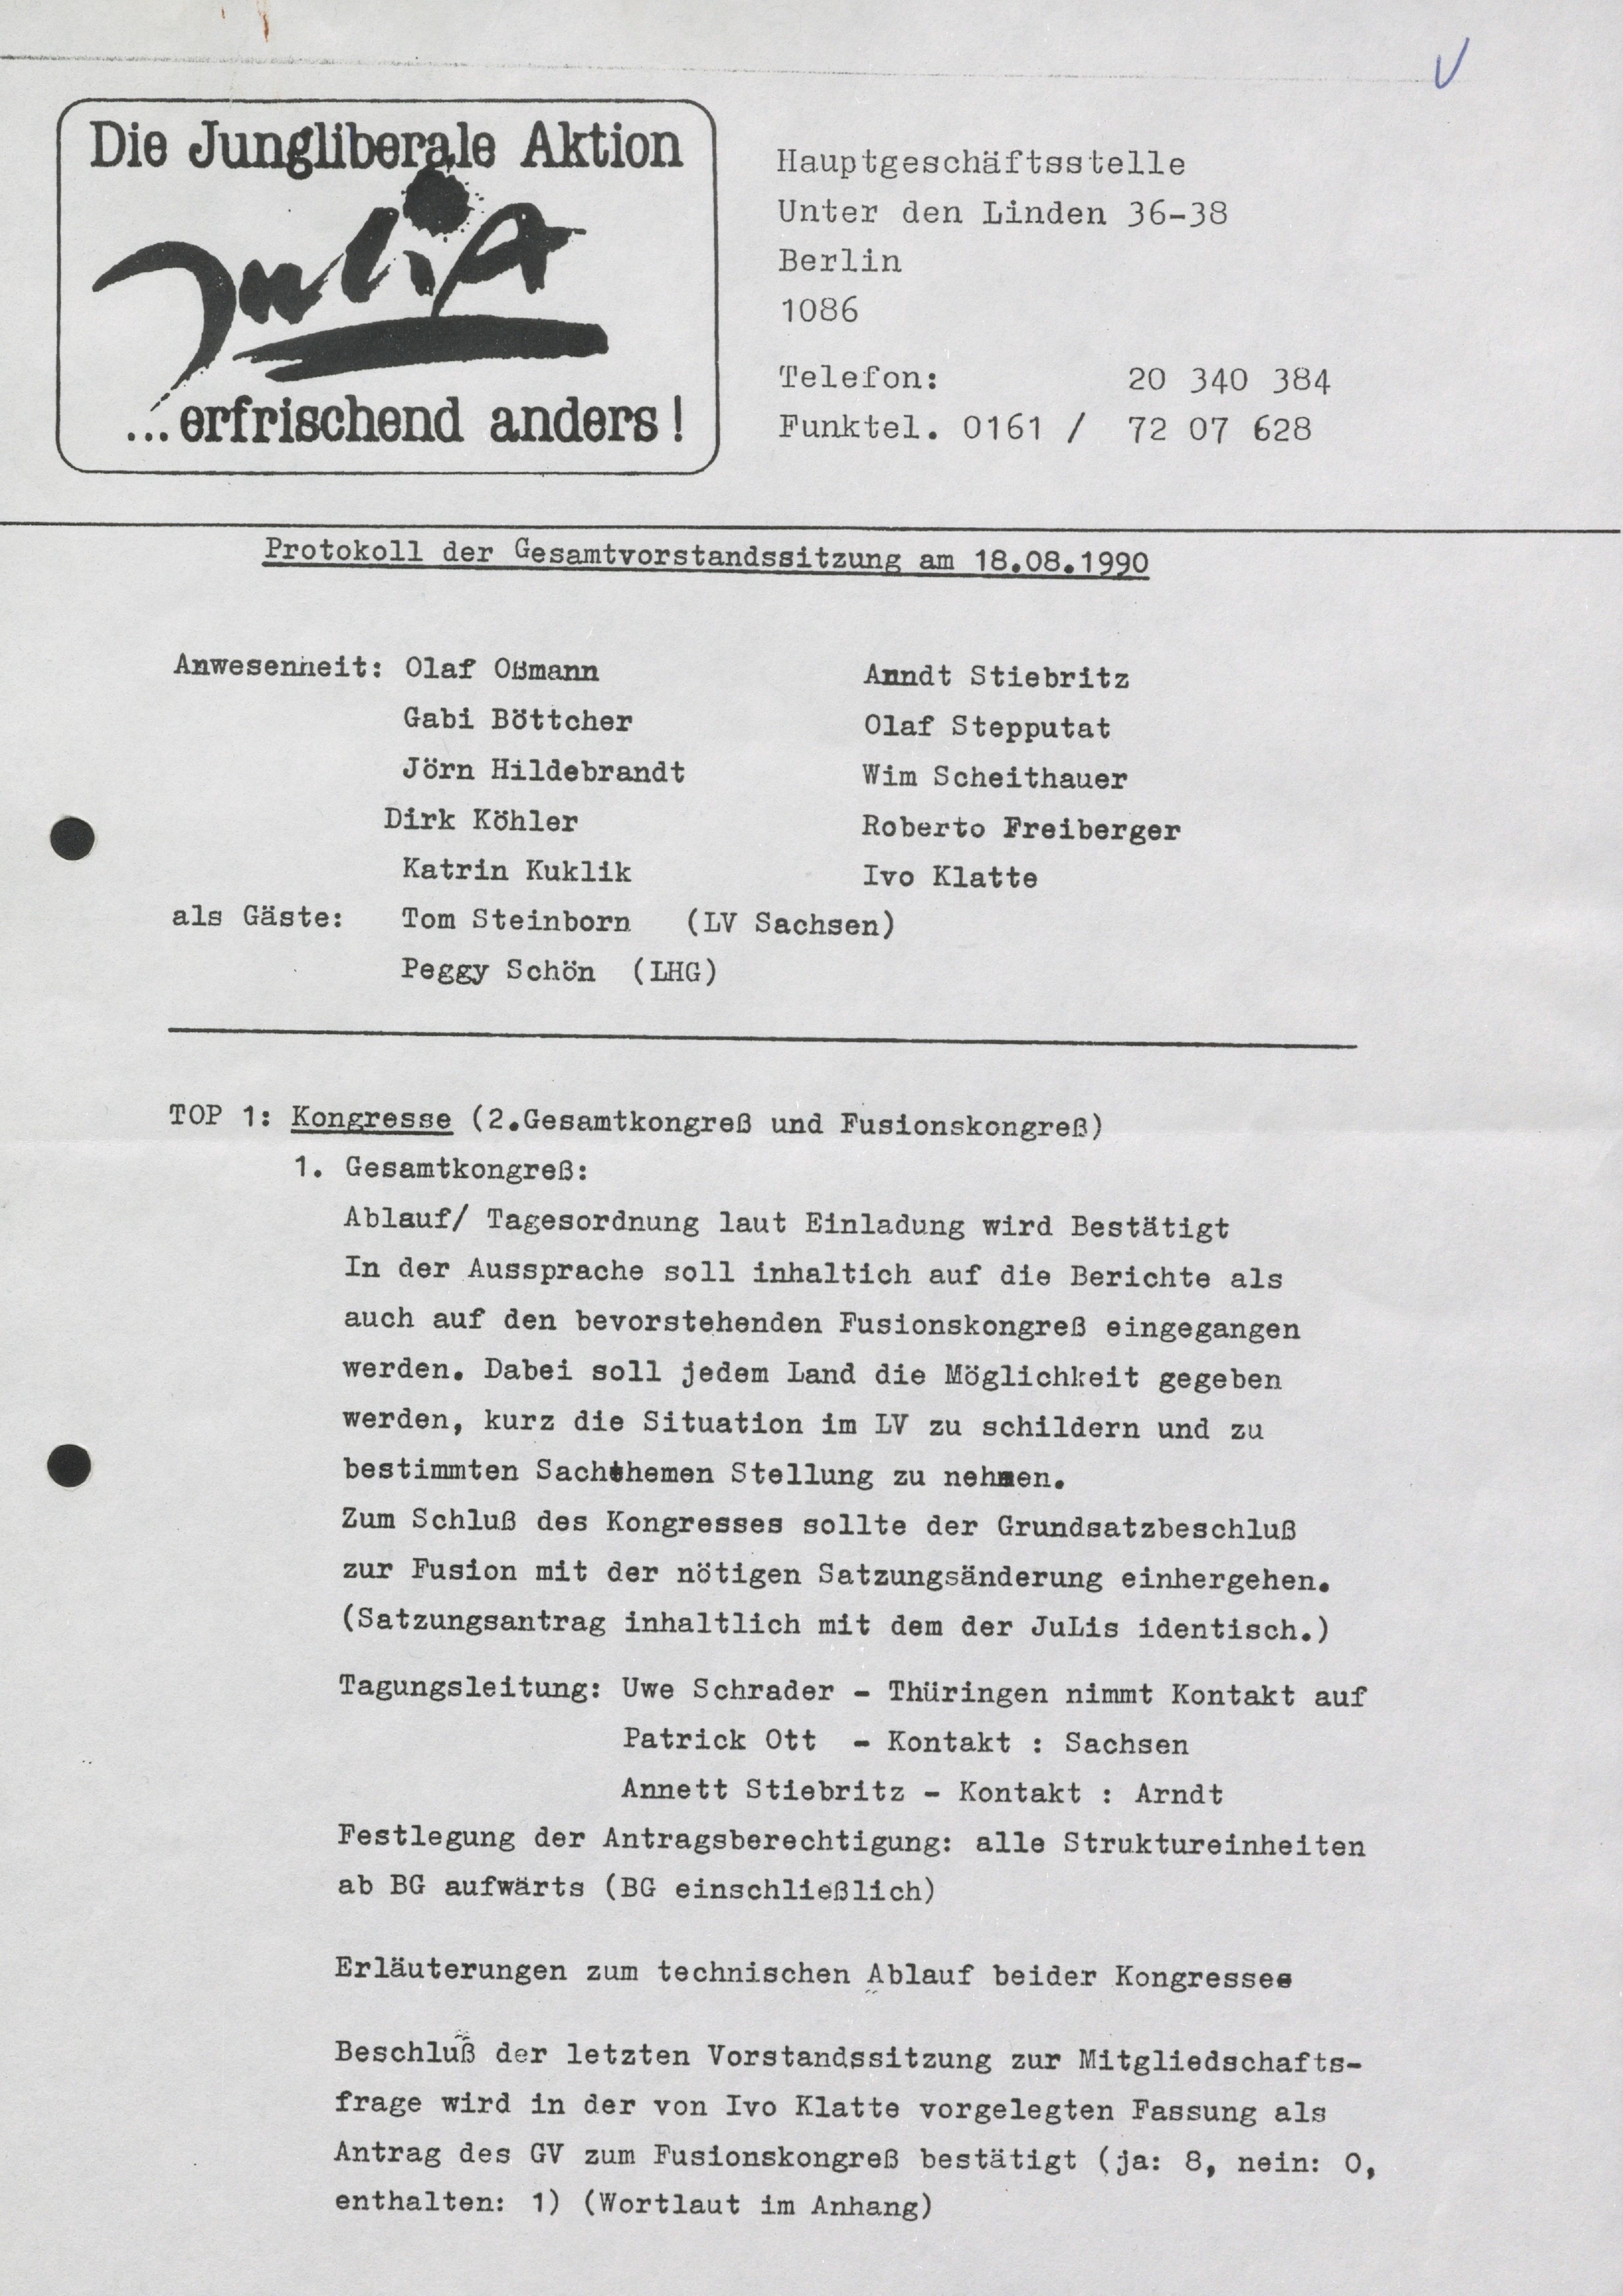 Die Jungliberale Aktion
JuliA
...erfrischend anders!
Hauptgeschäftsstelle
Unter den Linden 36-38
Berlin
1086
Telefon: 20 340 384
Funktel. 0161 / 72 07 628
Protokoll der Gesamtvorstandssitzung am 18.08.1990
Anwesenheit: Olaf Oßmann Anndt Stiebritz
Gabi Böttcher Olaf Stepputat
Jörn Hildebrandt Wim Scheithauer
Dirk Köhler Roberto Freiberger
Katrin Kuklik Ivo Klatte
als Gäste: Tom Steinborn (LV Sachsen)
Peggy Schön (LHG)
TOP 1: Kongresse (2.Gesamtkongreß und Fusionskongreß)
1. Gesamtkongreß:
Ablauf/ Tagesordnung laut Einladung wird Bestätigt
In der Aussprache soll inhaltich auf die Berichte als
auch auf den bevorstehenden Fusionskongreß eingegangen
werden. Dabei soll jedem Land die Möglichkeit gegeben
werden, kurz die Situation im LV zu schildern und zu
bestimmten Sachthemen Stellung zu nehmen.
Zum Schluß des Kongresses sollte der Grundsatzbeschluß
zur Fusion mit der nötigen Satzungsänderung einhergehen.
(Satzungsantrag inhaltlich mit dem der JuLis identisch.)
Tagungsleitung: Uwe Schrader - Thüringen nimmt Kontakt auf
Patrick Ott - Kontakt : Sachsen
Annett Stiebritz - Kontakt : Arndt
Festlegung der Antragsberechtigung: alle Struktureinheiten
ab BG aufwärts (BG einschließlich)
Erläuterungen zum technischen Ablauf beider Kongresses
Beschluß der letzten Vorstandssitzung zur Mitgliedschafts-
frage wird in der von Ivo Klatte vorgelegten Fassung als
Antrag des GV zum Fusionskongreß bestätigt (ja: 8, nein: 0,
enthalten: 1) (Wortlaut im Anhang)